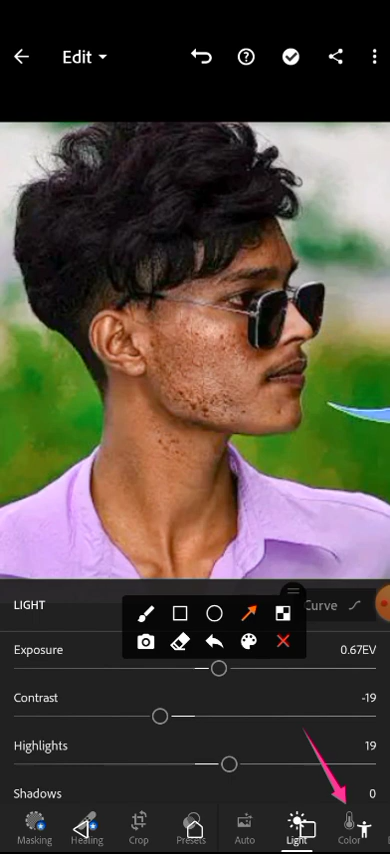 Edit
LIGHT
Curve
Exposure 0.67EV
Contrast -19
Highlights 19
Shadows 0
Masking Healing Crop Presets Auto Light Color